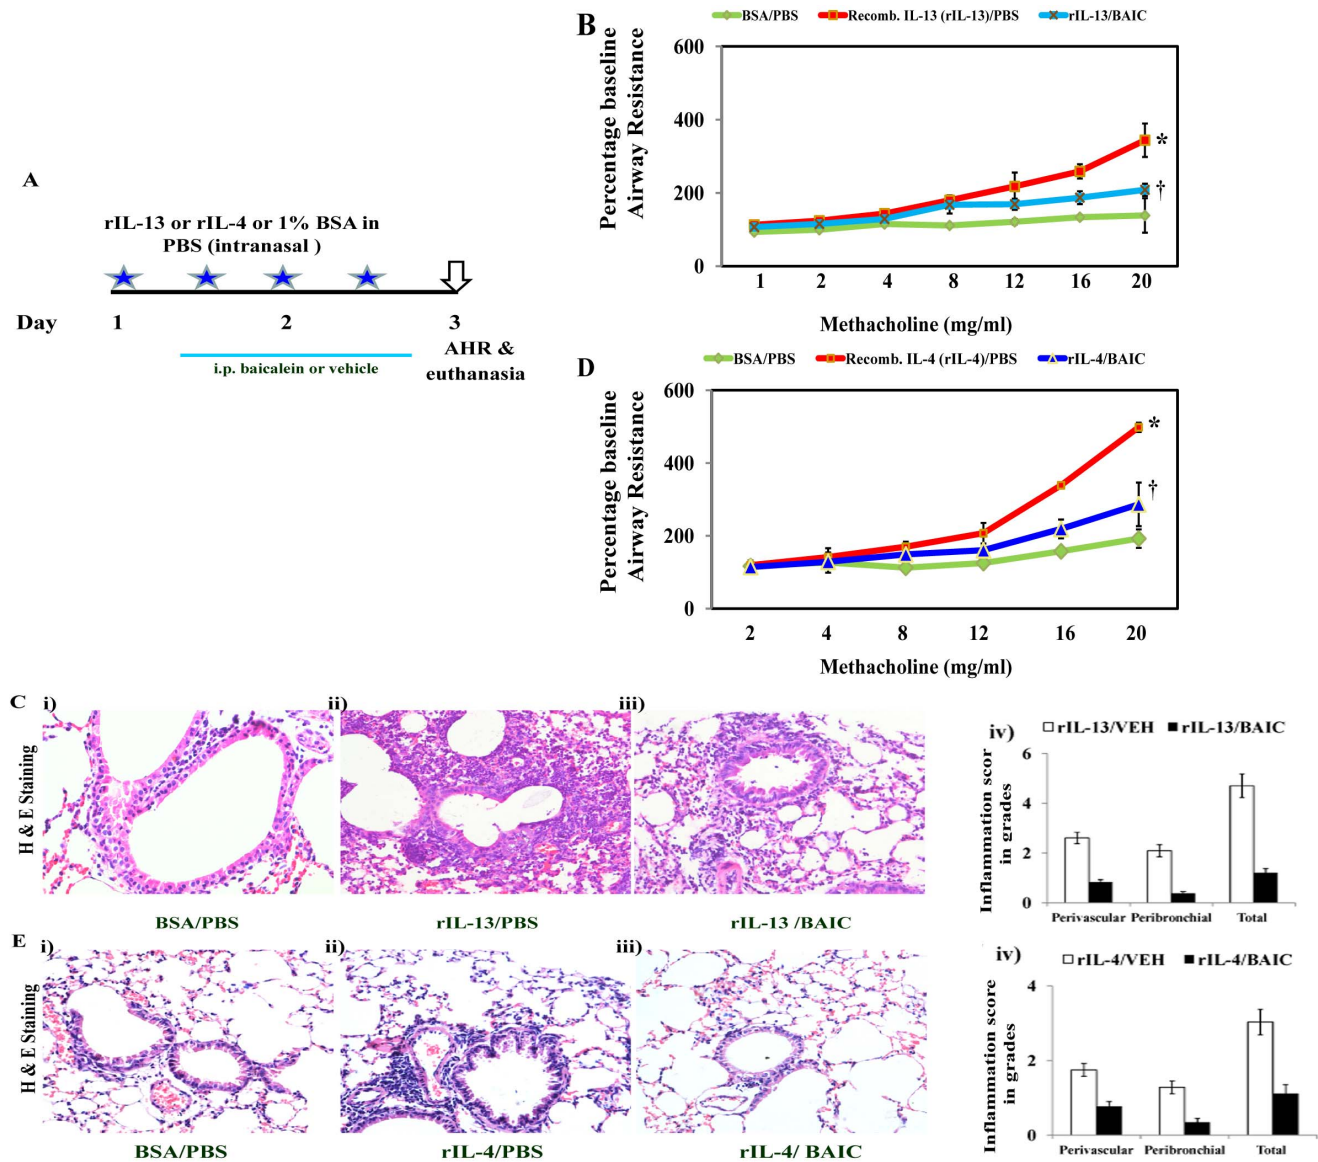 A
rIL-13 or rIL-4 or 1% BSA in
PBS (intranasal )
Day 1 2 3
i.p. baicalein or vehicle
AHR &
euthanasia
B
BSA/PBS Recomb. IL-13 (rIL-13)/PBS rIL-13/BAIC
Percentage baseline
Airway Resistance
600
400
200
0
*
†
1 2 4 8 12 16 20
Methacholine (mg/ml)
D
BSA/PBS Recomb. IL-4 (rIL-4)/PBS rIL-4/BAIC
Percentage baseline
Airway Resistance
600
400
200
0
*
†
2 4 8 12 16 20
Methacholine (mg/ml)
C
i) ii) iii)
H & E Staining
BSA/PBS rIL-13/PBS rIL-13 /BAIC
iv)
rIL-13/VEH rIL-13/BAIC
Inflammation scor
in grades
6
4
2
0
Perivascular Peribronchial Total
E
i) ii) iii)
H & E Staining
BSA/PBS rIL-4/PBS rIL-4/ BAIC
iv)
rIL-4/VEH rIL-4/BAIC
Inflammation score
in grades
4
2
0
Perivascular Peribronchial Total